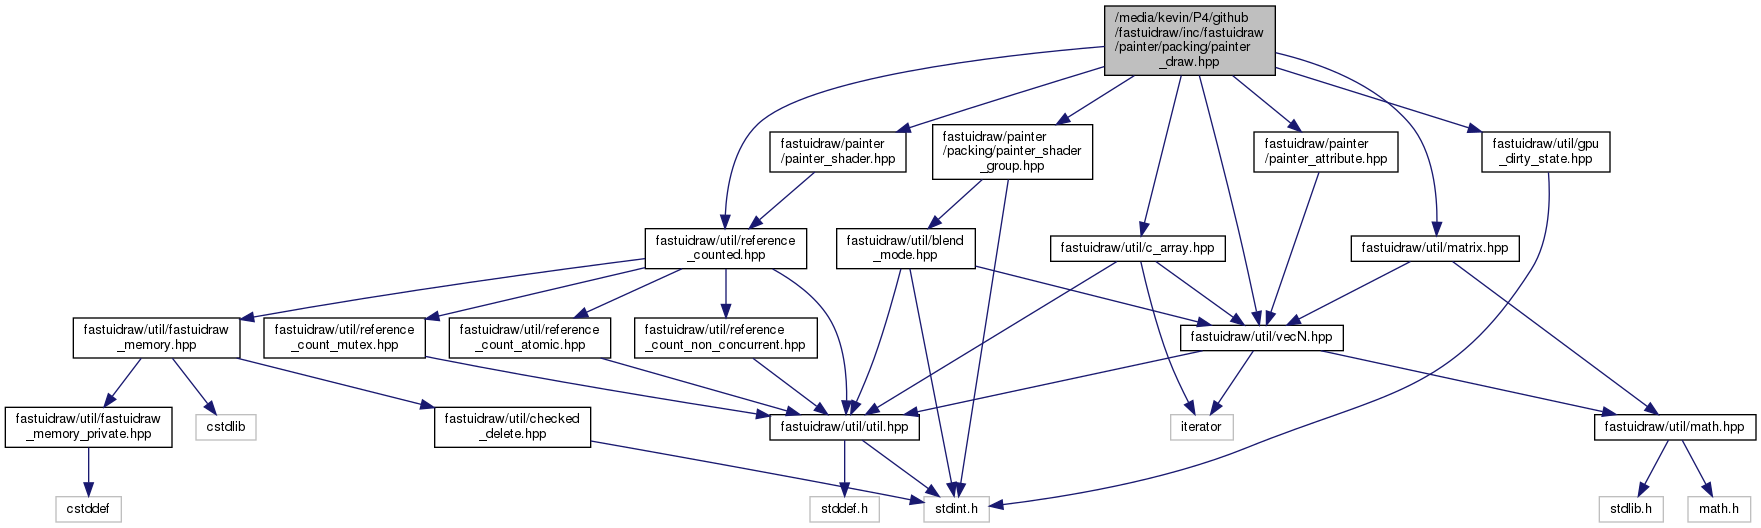 /media/kevin/P4/github
/fastuidraw/inc/fastuidraw
/painter/packing/painter
_draw.hpp
fastuidraw/painter
/painter_shader.hpp
fastuidraw/painter
/packing/painter_shader
_group.hpp
fastuidraw/painter
/painter_attribute.hpp
fastuidraw/util/gpu
_dirty_state.hpp
fastuidraw/util/reference
_counted.hpp
fastuidraw/util/blend
_mode.hpp
fastuidraw/util/c_array.hpp
fastuidraw/util/matrix.hpp
fastuidraw/util/fastuidraw
_memory.hpp
fastuidraw/util/reference
_count_mutex.hpp
fastuidraw/util/reference
_count_atomic.hpp
fastuidraw/util/reference
_count_non_concurrent.hpp
fastuidraw/util/vecN.hpp
fastuidraw/util/fastuidraw
_memory_private.hpp
cstdlib
fastuidraw/util/checked
_delete.hpp
fastuidraw/util/util.hpp
iterator
fastuidraw/util/math.hpp
cstddef
stddef.h
stdint.h
stdlib.h
math.h